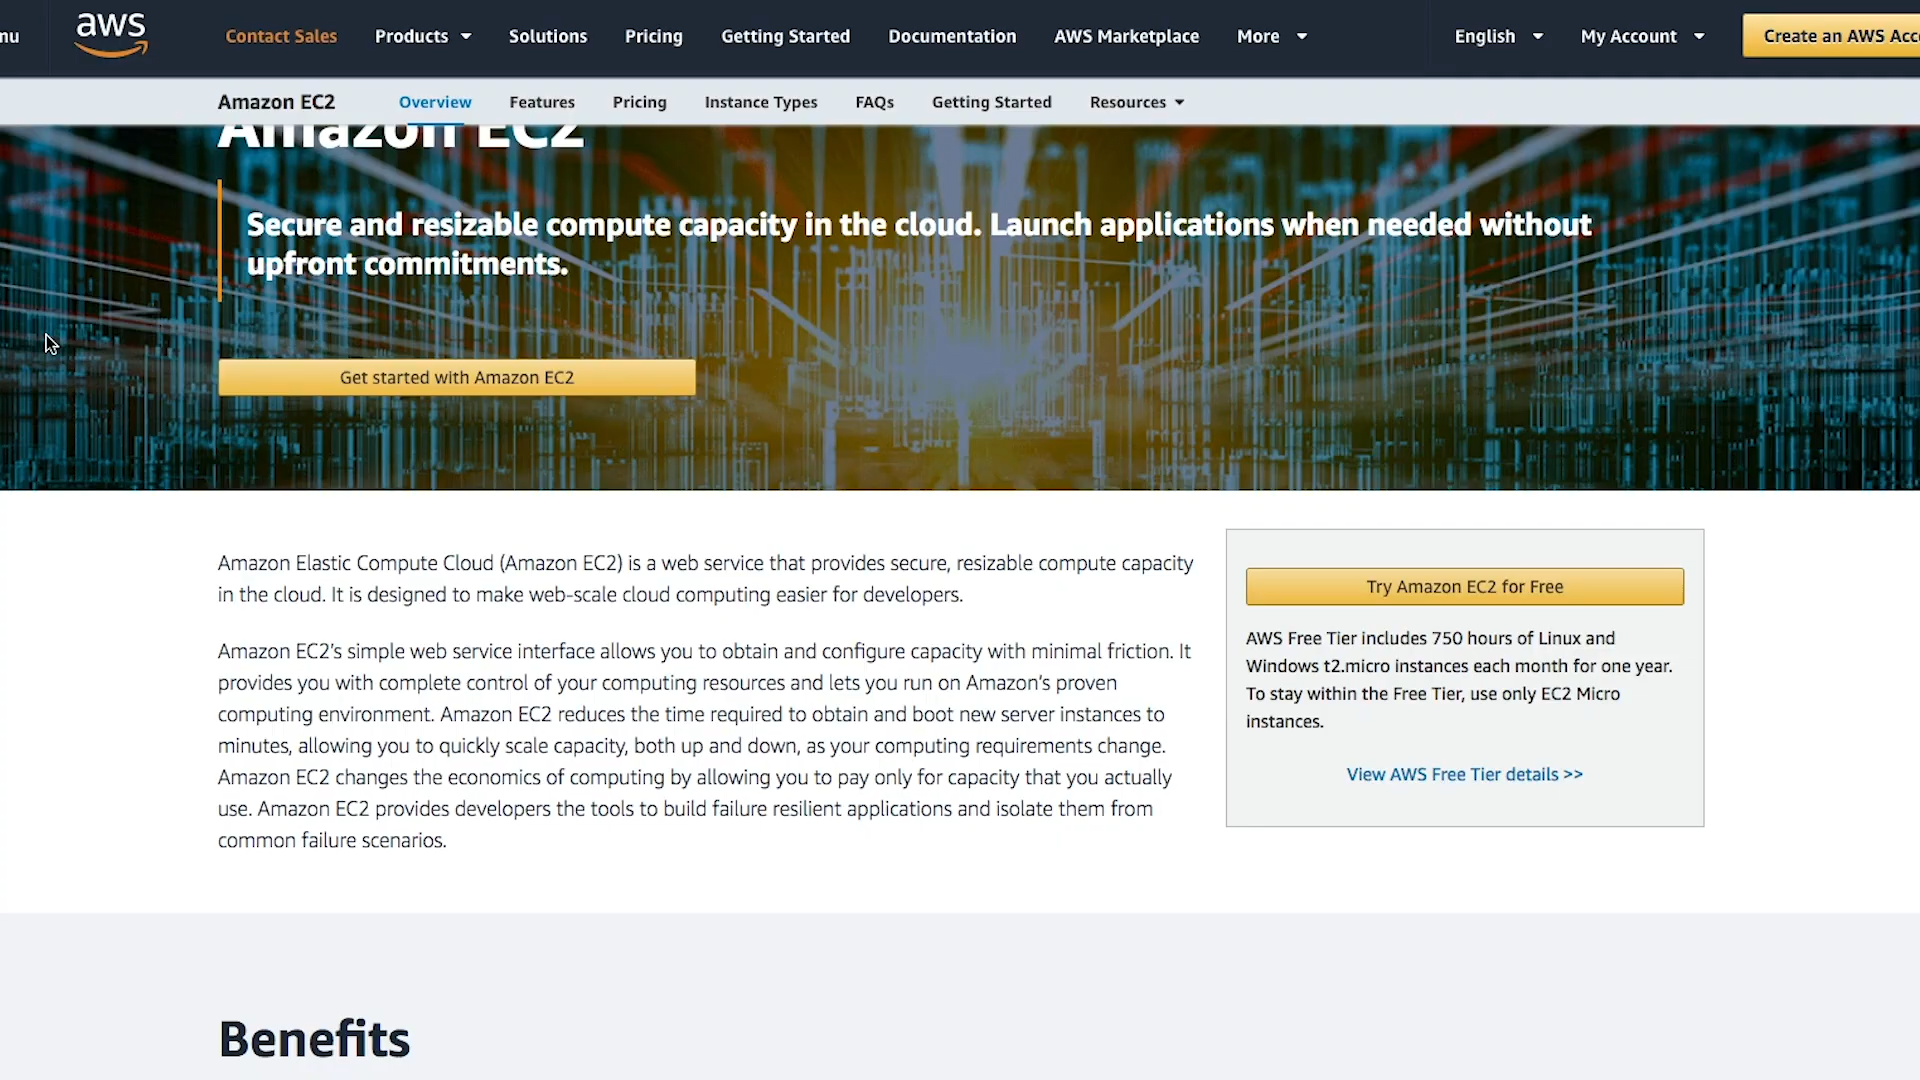 nu
aws
Contact Sales
Products
Solutions
Pricing
Getting Started
Documentation
AWS Marketplace
More
English
My Account
Create an AWS Acc
Amazon EC2
Overview
Features
Pricing
Instance Types
FAQs
Getting Started
Resources
Amazon EC2
Secure and resizable compute capacity in the cloud. Launch applications when needed without
upfront commitments.
Get started with Amazon EC2
Amazon Elastic Compute Cloud (Amazon EC2) is a web service that provides secure, resizable compute capacity
in the cloud. It is designed to make web-scale cloud computing easier for developers.
Amazon EC2’s simple web service interface allows you to obtain and configure capacity with minimal friction. It
provides you with complete control of your computing resources and lets you run on Amazon’s proven
computing environment. Amazon EC2 reduces the time required to obtain and boot new server instances to
minutes, allowing you to quickly scale capacity, both up and down, as your computing requirements change.
Amazon EC2 changes the economics of computing by allowing you to pay only for capacity that you actually
use. Amazon EC2 provides developers the tools to build failure resilient applications and isolate them from
common failure scenarios.
Try Amazon EC2 for Free
AWS Free Tier includes 750 hours of Linux and
Windows t2.micro instances each month for one year.
To stay within the Free Tier, use only EC2 Micro
instances.
View AWS Free Tier details >>
Benefits